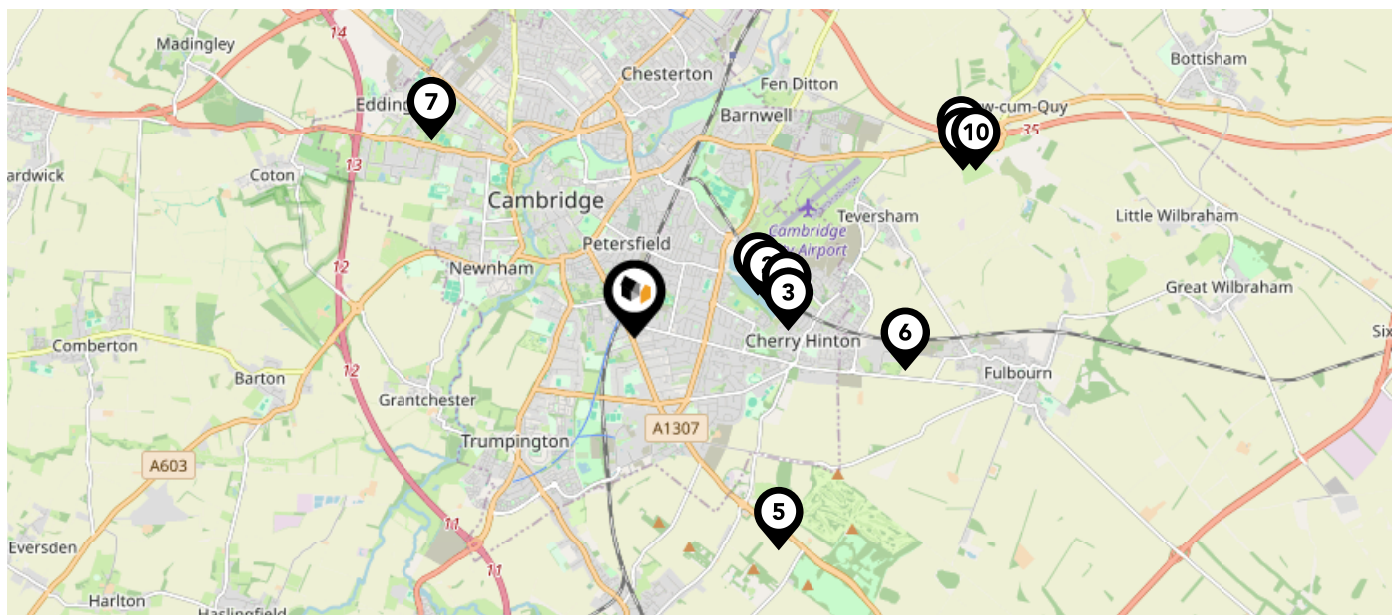 14
Madingley
Chesterton
Bottisham
Fen Ditton
7
w-cum-Quy
Barnwell
10
35
13
Coton
ardwick
Cambridge
Little Wilbraham
Teversham
Cambridge
Airport
Petersfield
12
Newnham
Great Wilbraham
3
6
Six
Cherry Hinton
Comberton
12
Fulbourn
Barton
Grantchester
A1307
Trumpington
A603
5
11
Eversden
11
Harlton
Haslingfield